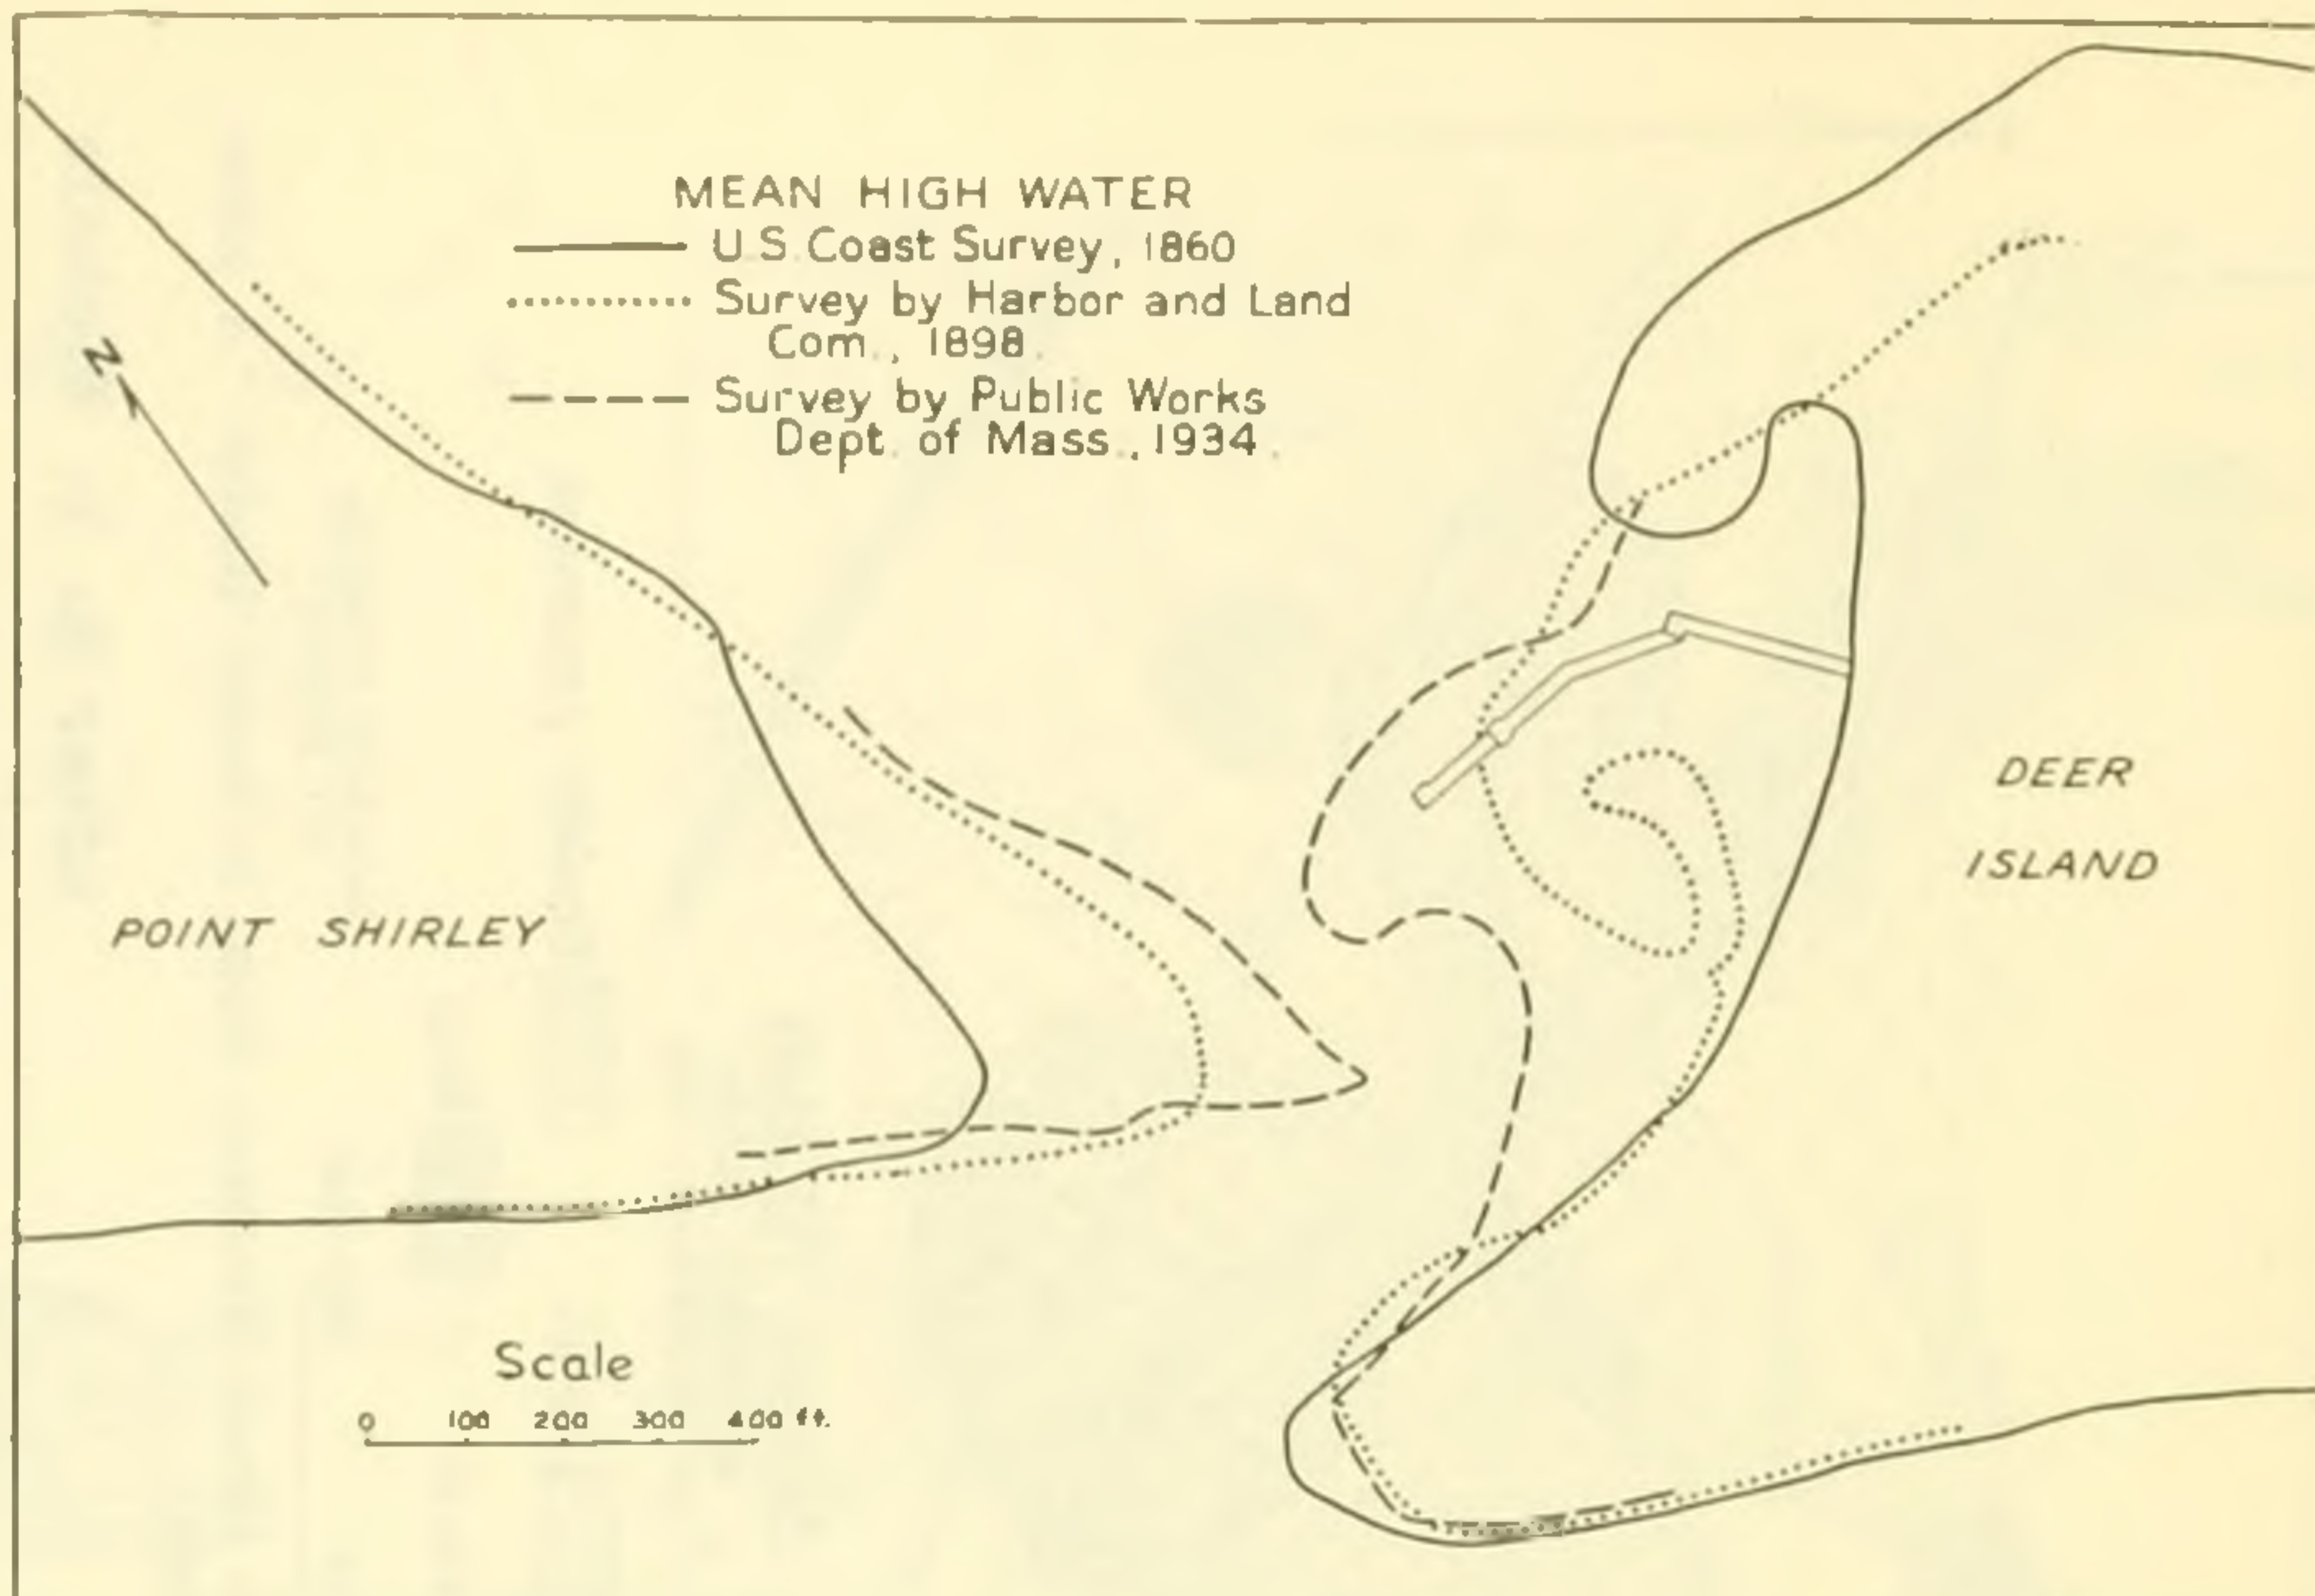 MEAN HIGH WATER
U.S. Coast Survey, 1860
Survey by Harbor and Land
Com., 1898
Survey by Public Works
Dept. of Mass., 1934
N
POINT SHIRLEY
DEER
ISLAND
Scale
0 100 200 300 400 ft.